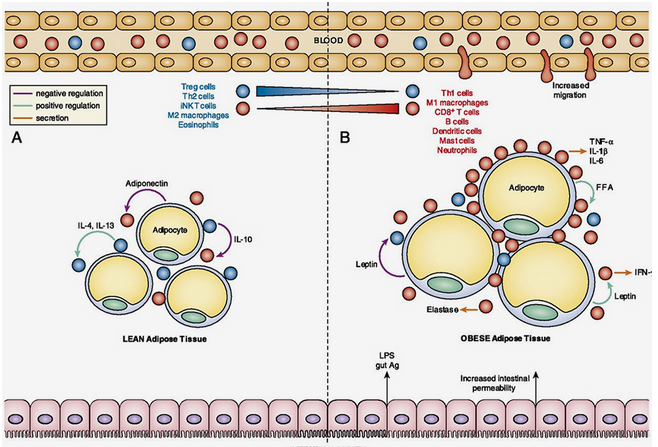 BLOOD
negative regulation
positive regulation
secretion
Treg cells
Th2 cells
iNKT cells
M2 macrophages
Eosinophils
Th1 cells
M1 macrophages
CD8⁺ T cells
B cells
Dendritic cells
Mast cells
Neutrophils
Increased
migration
A
Adiponectin
IL-4, IL-13
Adipocyte
IL-10
LEAN Adipose Tissue
B
TNF-α
IL-1β
IL-6
Adipocyte
FFA
Leptin
IFN-
Leptin
Elastase
OBESE Adipose Tissue
LPS
gut Ag
Increased intestinal
permeability